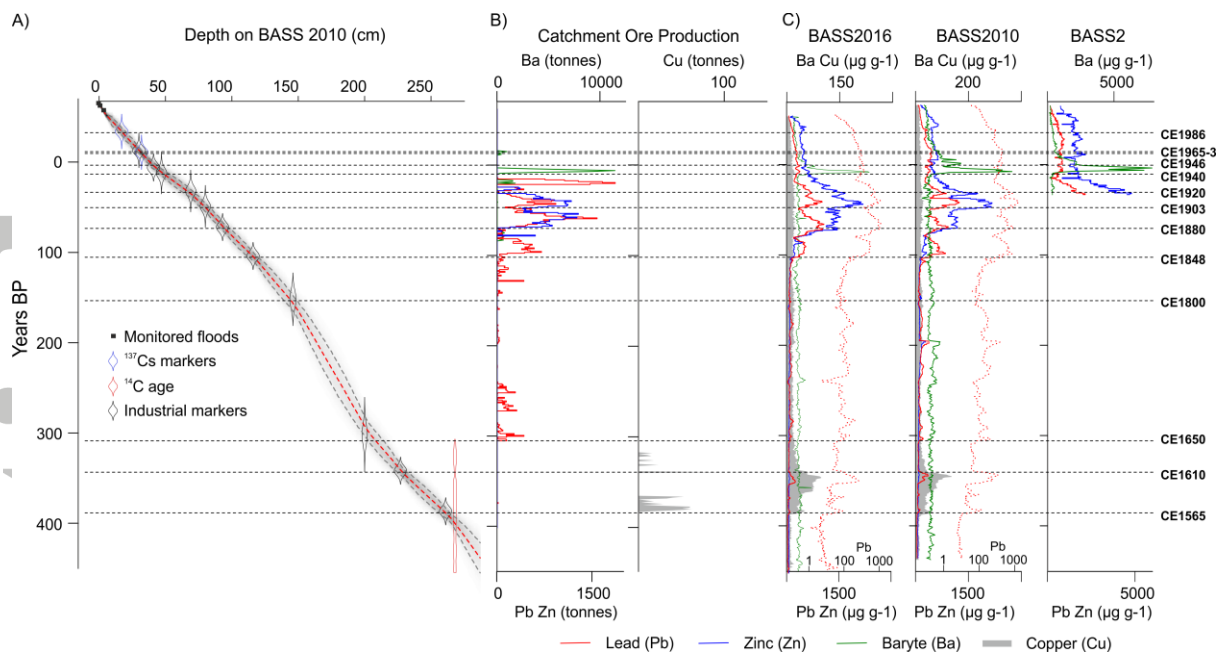 A)
Depth on BASS 2010 (cm)
0 50 100 150 200 250
Years BP
0
100
200
300
400
Monitored floods
137Cs markers
14C age
Industrial markers
B)
Catchment Ore Production
Ba (tonnes)
Cu (tonnes)
0 10000
100
0 1500
Pb Zn (tonnes)
C)
BASS2016 BASS2010 BASS2
Ba Cu (µg g-1) Ba Cu (µg g-1) Ba (µg g-1)
150 200 5000
Pb Pb
1 100 1000 1 100 1000
1500 1500 5000
Pb Zn (µg g-1) Pb Zn (µg g-1)
CE1986
CE1965-3
CE1946
CE1940
CE1920
CE1903
CE1880
CE1848
CE1800
CE1650
CE1610
CE1565
Lead (Pb) Zinc (Zn) Baryte (Ba) Copper (Cu)